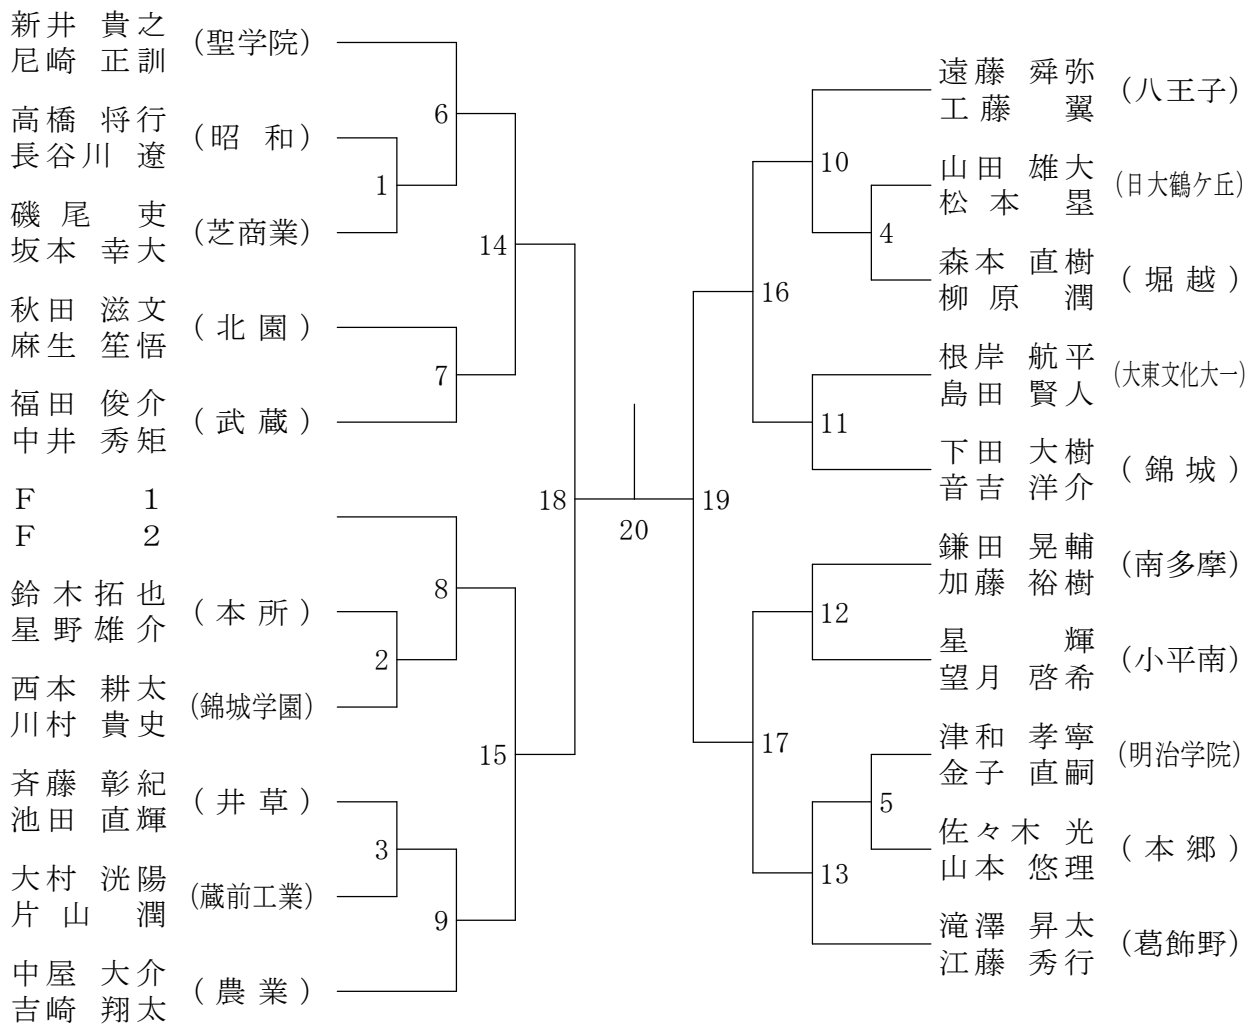 新井 貴之
尼崎 正訓
(聖学院)
高橋 将行
長谷川 遼
(昭 和)
磯尾 吏
坂本 幸大
(芝商業)
秋田 滋文
麻生 笙悟
(北園)
福田 俊介
中井 秀矩
(武蔵)
F 1
F 2
鈴木拓也
星野雄介
(本所)
西本 耕太
川村 貴史
(錦城学園)
斉藤 彰紀
池田 直輝
(井草)
大村 洸陽
片山 潤
(蔵前工業)
中屋 大介
吉崎 翔太
(農業)
6
1
14
7
18
8
2
15
3
9
20
19
10
4
16
11
12
17
5
13
遠藤 舜弥
工藤 翼
(八王子)
山田 雄大
松本 塁
(日大鶴ケ丘)
森本 直樹
柳原 潤
(堀越)
根岸 航平
島田 賢人
(大東文化大一)
下田 大樹
音吉 洋介
(錦城)
鎌田 晃輔
加藤 裕樹
(南多摩)
星 輝
望月 啓希
(小平南)
津和 孝寧
金子 直嗣
(明治学院)
佐々木 光
山本 悠理
(本郷)
滝澤 昇太
江藤 秀行
(葛飾野)